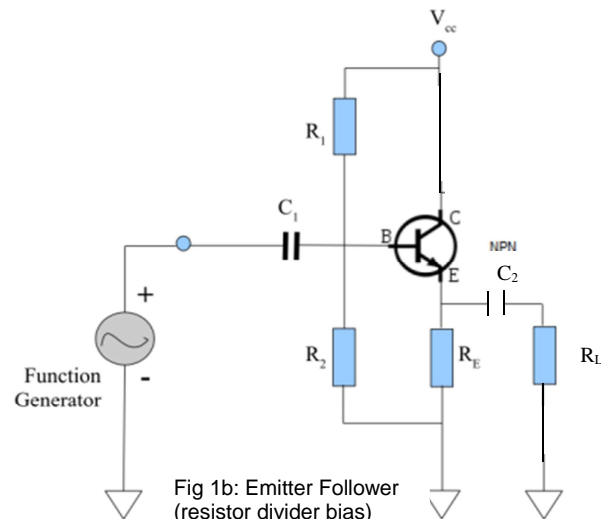 Vcc
R1
C1
B
C
NPN
E
C2
+
R2
RE
RL
-
Function
Generator
Fig 1b: Emitter Follower
(resistor divider bias)